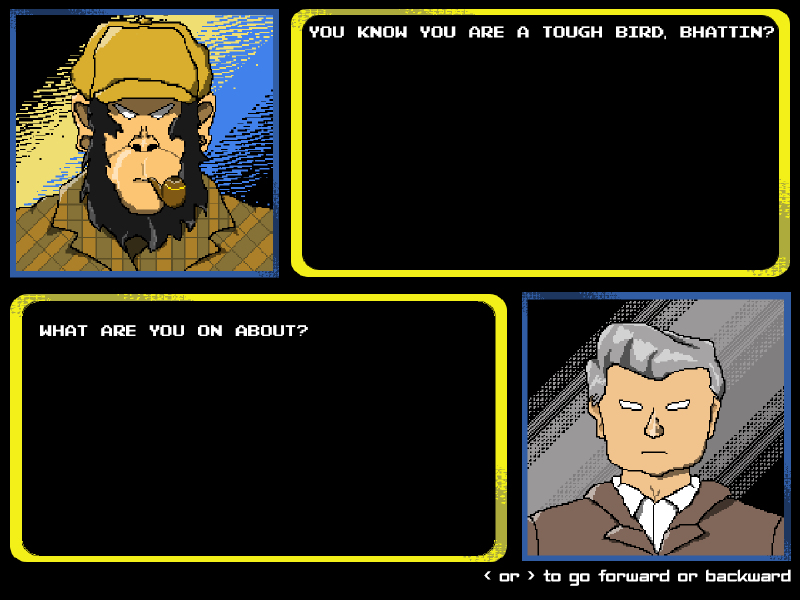 YOU KNOW YOU ARE A TOUGH BIRD, BHATTIN?
WHAT ARE YOU ON ABOUT?
< or > to go forward or backward